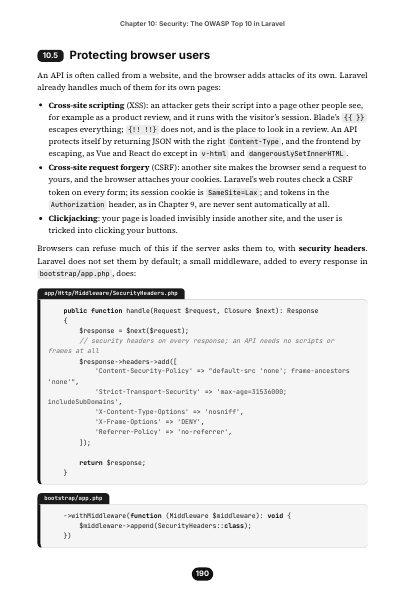 Chapter 10: Security: The OWASP Top 10 in Laravel
10.5 Protecting browser users
An API is often called from a website, and the browser adds attacks of its own. Laravel
already handles much of them for its own pages:
• Cross-site scripting (XSS): an attacker gets their script into a page other people see,
for example as a product review, and it runs with the visitor's session. Blade's {{ }}
escapes everything; {!! !!} does not, and is the place to look in a review. An API
protects itself by returning JSON with the right Content-Type, and the frontend by
escaping, as Vue and React do except in v-html and dangerouslySetInnerHTML.
• Cross-site request forgery (CSRF): another site makes the browser send a request to
yours, and the browser attaches your cookies. Laravel's web routes check a CSRF
token on every form; its session cookie is SameSite=Lax; and tokens in the
Authorization header, as in Chapter 9, are never sent automatically at all.
• Clickjacking: your page is loaded invisibly inside another site, and the user is
tricked into clicking your buttons.
Browsers can refuse much of this if the server asks them to, with security headers.
Laravel does not set them by default; a small middleware, added to every response in
bootstrap/app.php, does:
app/Http/Middleware/SecurityHeaders.php
public function handle(Request $request, Closure $next): Response
{
$response = $next($request);
// security headers on every response; an API needs no scripts or
frames at all
$response->headers->add([
'Content-Security-Policy' => "default-src 'none'; frame-ancestors
'none'",
'Strict-Transport-Security' => 'max-age=31536000;
includeSubDomains',
'X-Content-Type-Options' => 'nosniff',
'X-Frame-Options' => 'DENY',
'Referrer-Policy' => 'no-referrer',
]);
return $response;
}
bootstrap/app.php
->withMiddleware(function (Middleware $middleware): void {
$middleware->append(SecurityHeaders::class);
})
190